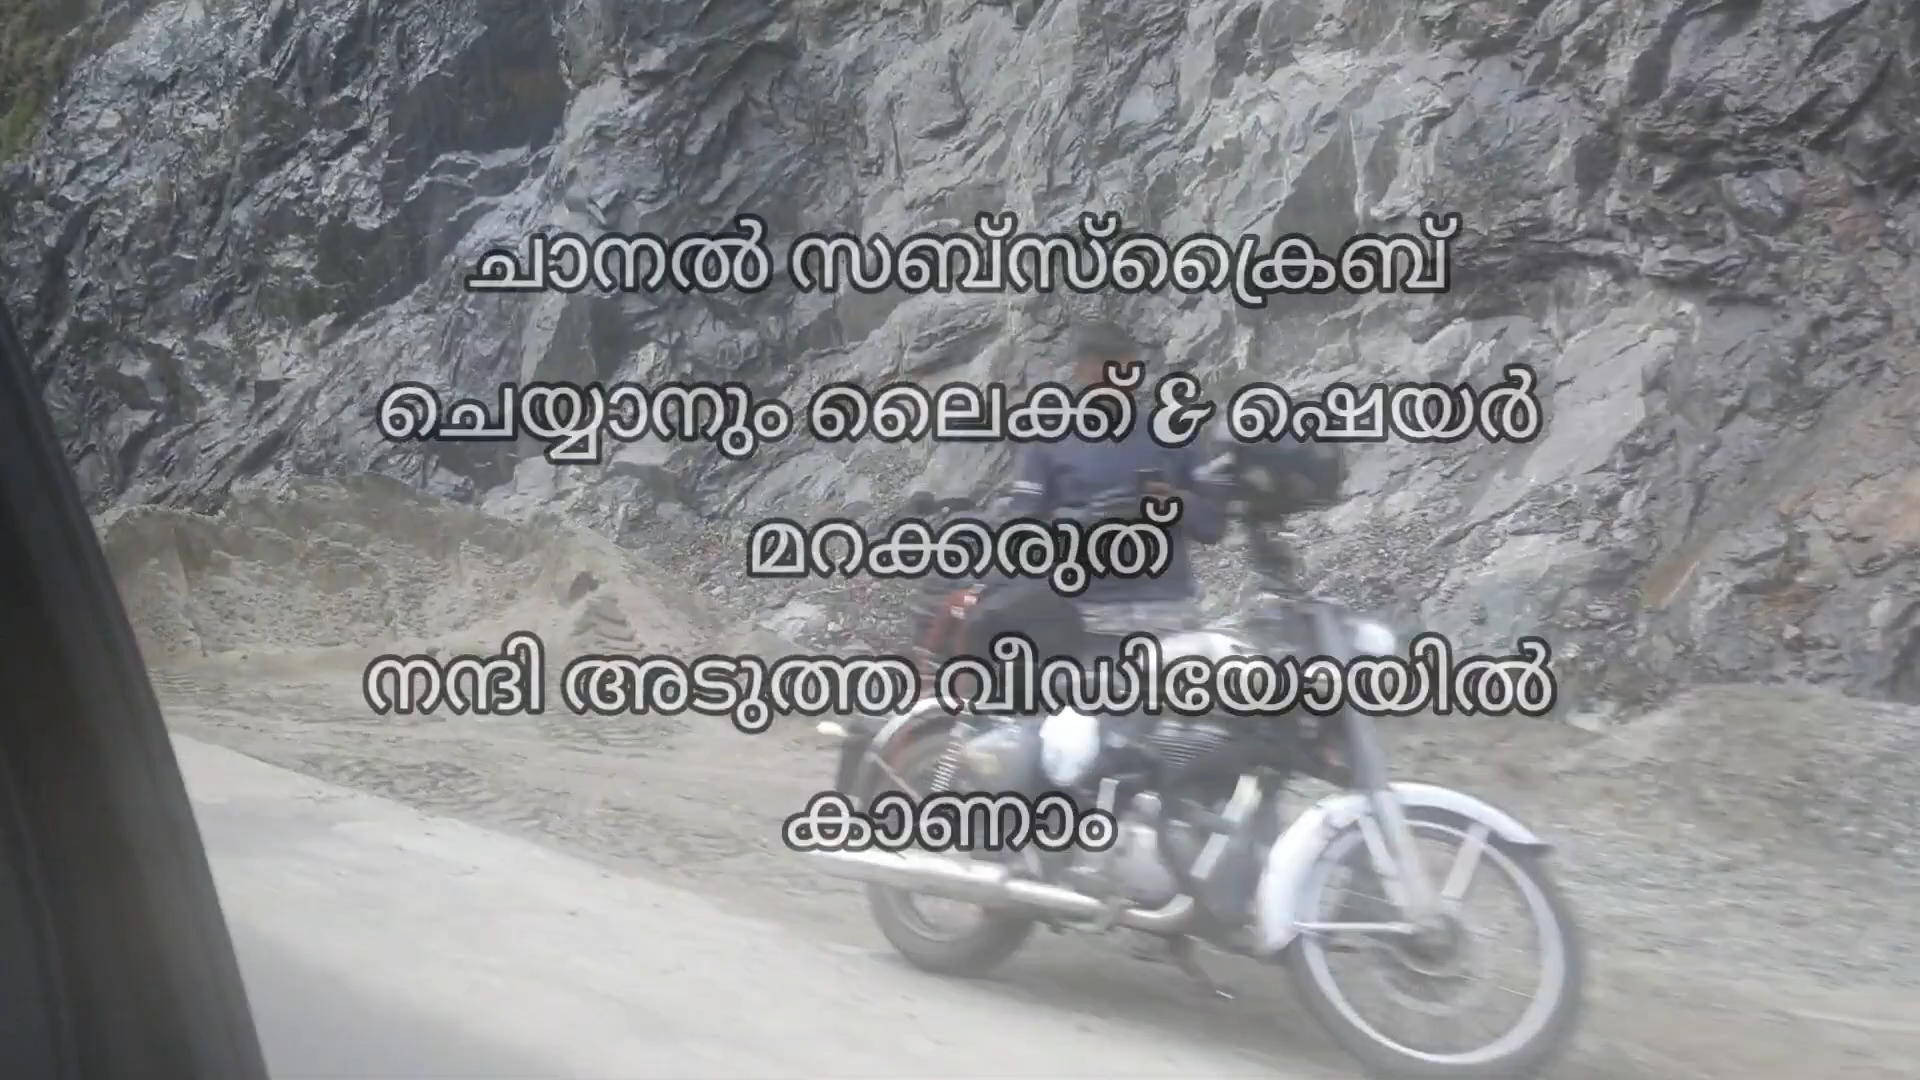 ചാനൽ സബ്സ്ക്രൈബ്
ചെയ്യാനും ലൈക്ക് & ഷെയർ
മറക്കരുത്
നന്ദി അടുത്ത വീഡിയോയിൽ
കാണാം